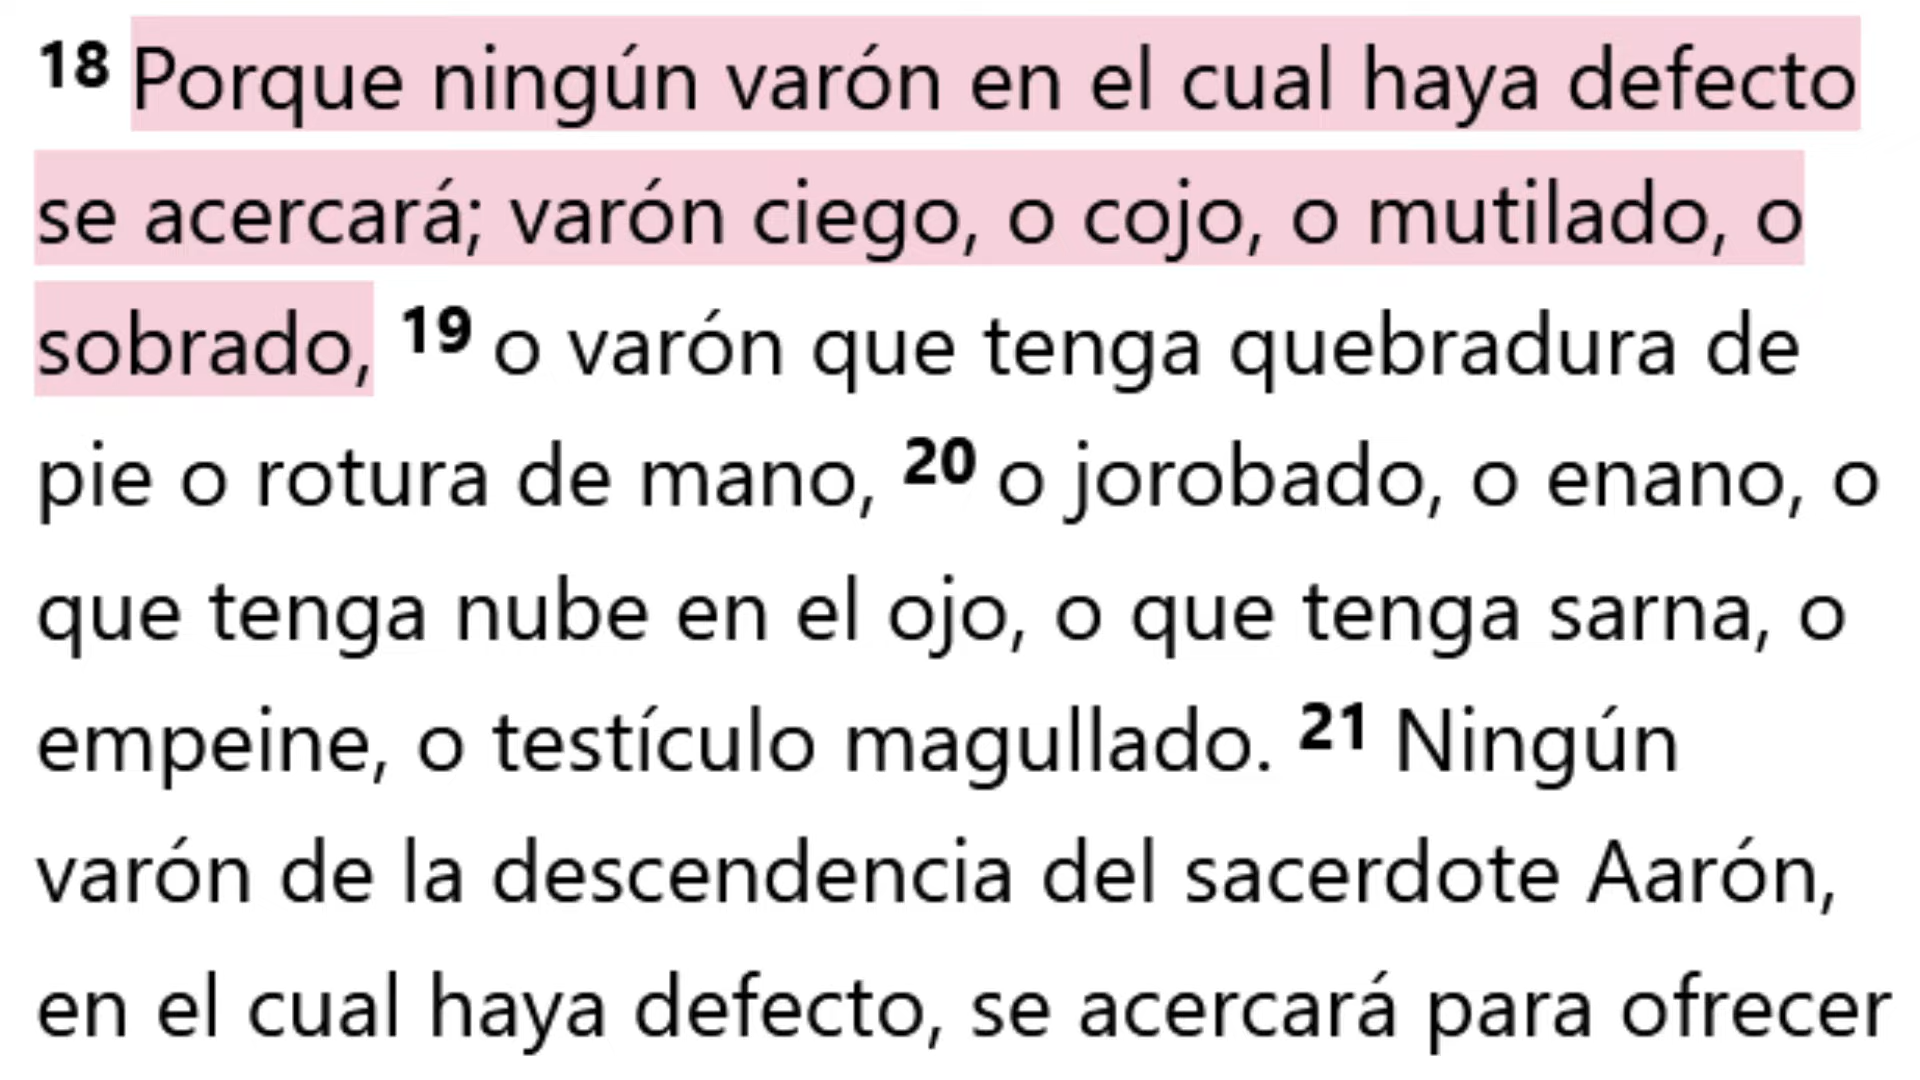 18 Porque ningún varón en el cual haya defecto
se acercará; varón ciego, o cojo, o mutilado, o
sobrado, 19 o varón que tenga quebradura de
pie o rotura de mano, 20 o jorobado, o enano, o
que tenga nube en el ojo, o que tenga sarna, o
empeine, o testículo magullado. 21 Ningún
varón de la descendencia del sacerdote Aarón,
en el cual haya defecto, se acercará para ofrecer